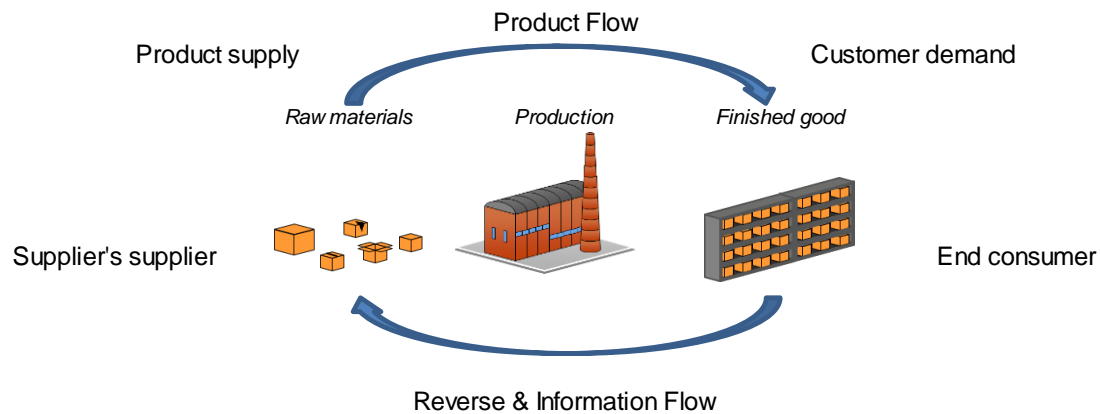 Product Flow
Product supply
Customer demand
Raw materials
Production
Finished good
Supplier's supplier
End consumer
Reverse & Information Flow